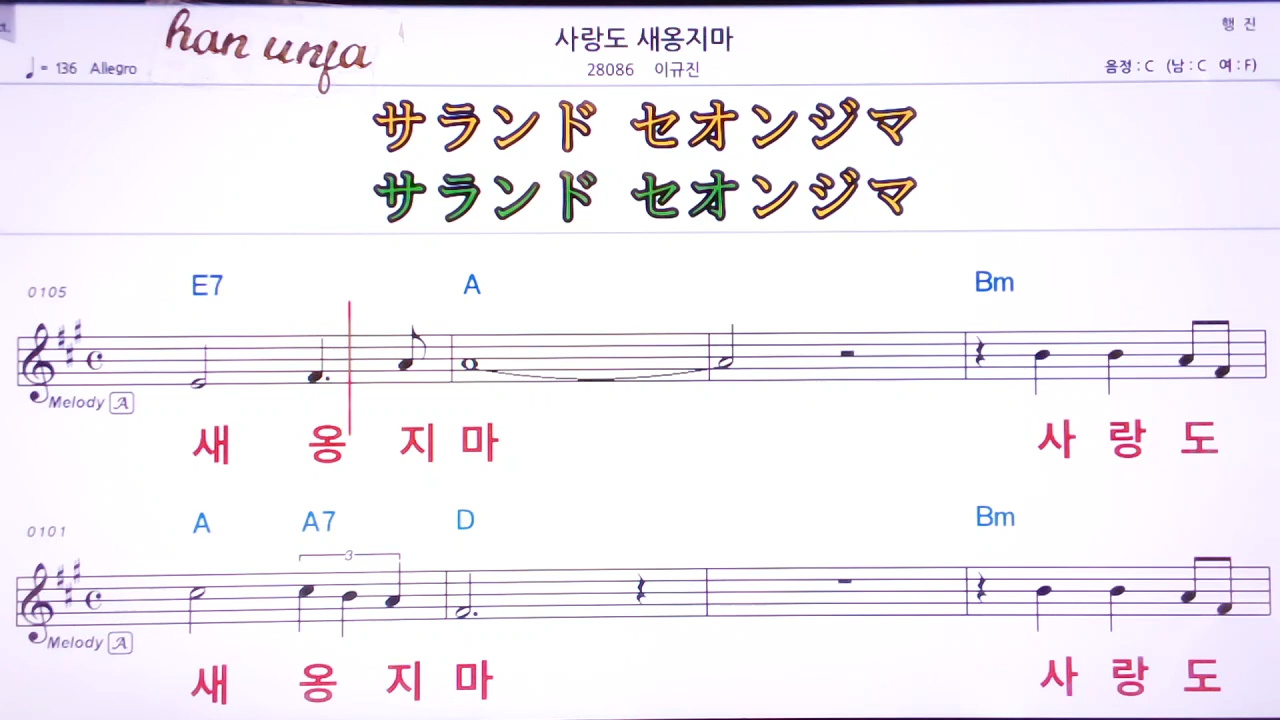 han unja
사랑도 새옹지마
행 진
♩= 136 Allegro
28086 이규진
음정 : C (남 : C 여 : F)
サランド セオンジマ
サランド セオンジマ
E7 A Bm
0105
Melody A
새 옹 지 마 사 랑 도
A A7 D Bm
0101
3
Melody A
새 옹 지 마 사 랑 도